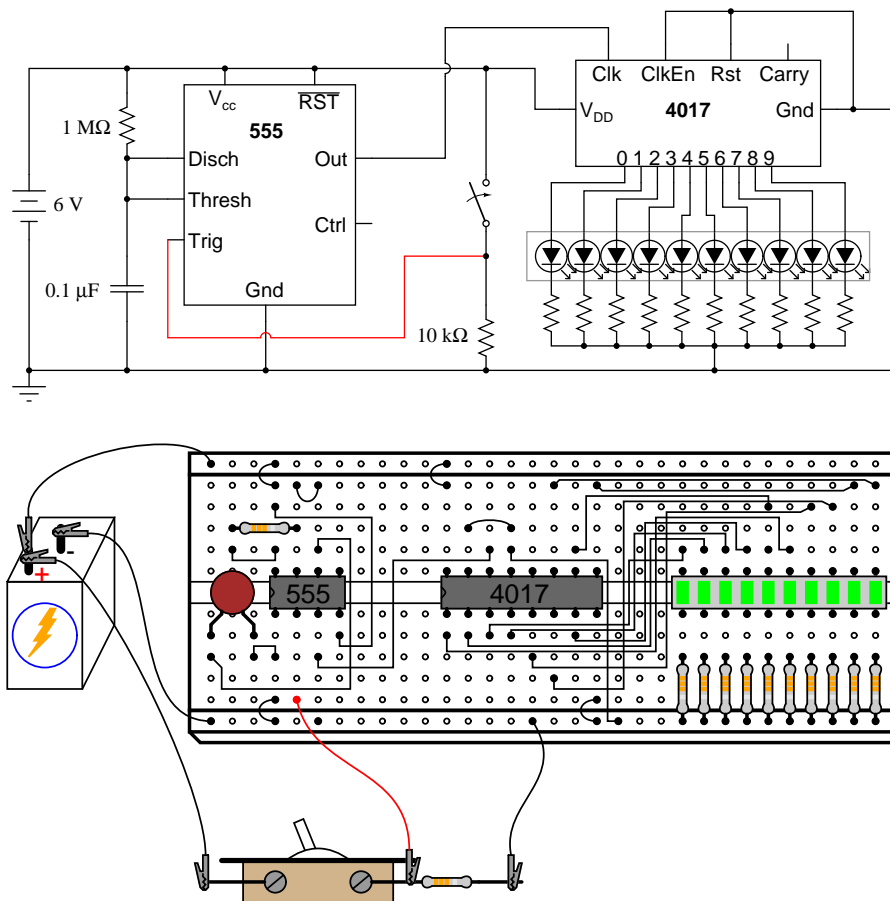 Clk ClkEn Rst Carry
V_DD 4017 Gnd
0 1 2 3 4 5 6 7 8 9
Vcc RST
555
1 MΩ
Disch Out
Thresh
6 V
Ctrl
Trig
0.1 μF
Gnd
10 kΩ
-
+
555 4017